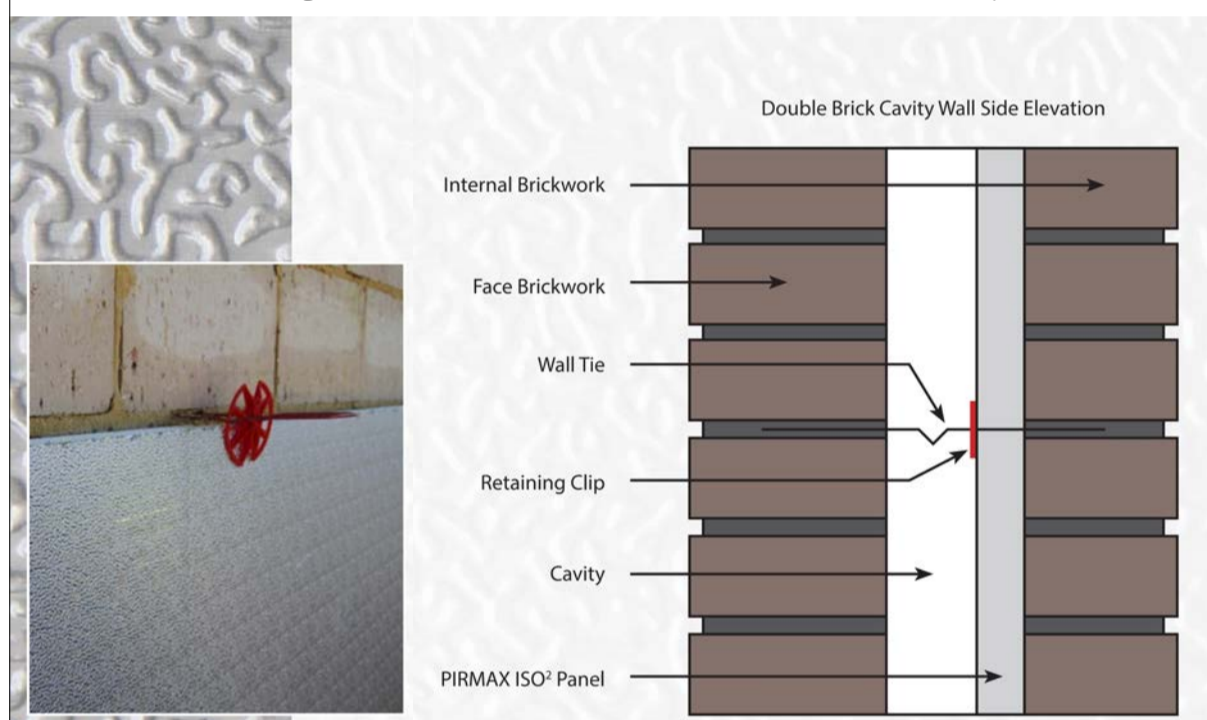 Double Brick Cavity Wall Side Elevation
Internal Brickwork
Face Brickwork
Wall Tie
Retaining Clip
Cavity
PIRMAX ISO² Panel